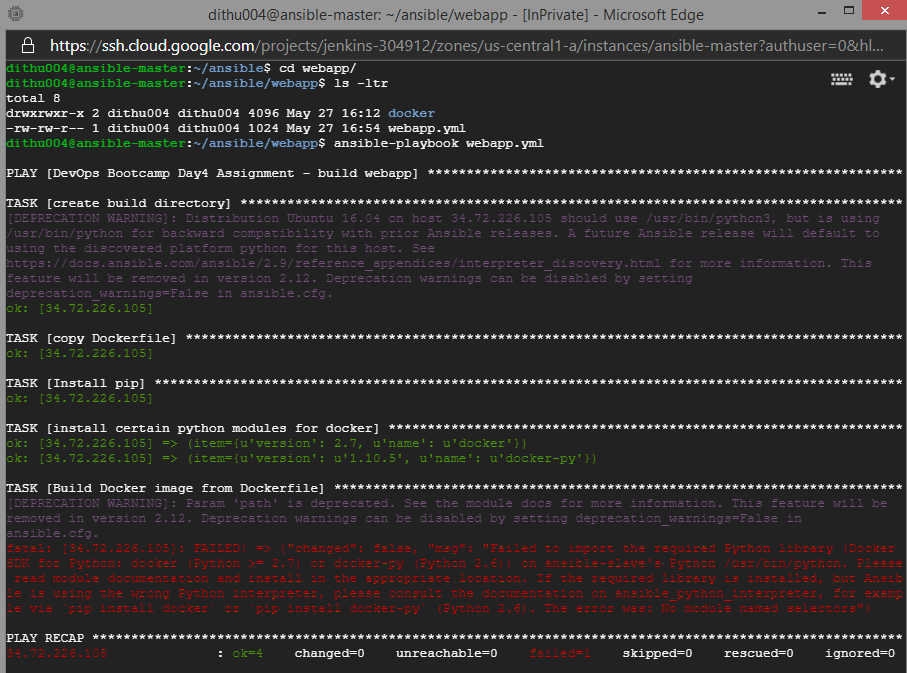 dithu004@ansible-master: ~/ansible/webapp - [InPrivate] - Microsoft Edge
https://ssh.cloud.google.com/projects/jenkins-304912/zones/us-central1-a/instances/ansible-master?authuser=0&hl...
dithu004@ansible-master:~/ansible$ cd webapp/
dithu004@ansible-master:~/ansible/webapp$ ls -ltr
total 8
drwxrwxr-x 2 dithu004 dithu004 4096 May 27 16:12 docker
-rw-rw-r-- 1 dithu004 dithu004 1024 May 27 16:54 webapp.yml
dithu004@ansible-master:~/ansible/webapp$ ansible-playbook webapp.yml
PLAY [DevOps Bootcamp Day4 Assignment - build webapp] *************************************************************
TASK [create build directory] *************************************************************************************
[DEPRECATION WARNING]: Distribution Ubuntu 16.04 on host 34.72.226.105 should use /usr/bin/python3, but is using
/usr/bin/python for backward compatibility with prior Ansible releases. A future Ansible release will default to
using the discovered platform python for this host. See
https://docs.ansible.com/ansible/2.9/reference_appendices/interpreter_discovery.html for more information. This
feature will be removed in version 2.12. Deprecation warnings can be disabled by setting
deprecation_warnings=False in ansible.cfg.
ok: [34.72.226.105]
TASK [copy Dockerfile] ********************************************************************************************
ok: [34.72.226.105]
TASK [Install pip] ************************************************************************************************
ok: [34.72.226.105]
TASK [install certain python modules for docker] ******************************************************************
ok: [34.72.226.105] => (item={u'version': 2.7, u'name': u'docker'})
ok: [34.72.226.105] => (item={u'version': u'1.10.5', u'name': u'docker-py'})
TASK [Build Docker image from Dockerfile] *************************************************************************
[DEPRECATION WARNING]: Param 'path' is deprecated. See the module docs for more information. This feature will be
removed in version 2.12. Deprecation warnings can be disabled by setting deprecation_warnings=False in
ansible.cfg.
fatal: [34.72.226.105]: FAILED! => {"changed": false, "msg": "Failed to import the required Python library (Docker
SDK for Python: docker (Python >= 2.7) or docker-py (Python 2.6)) on ansible-slave's Python /usr/bin/python. Please
read module documentation and install in the appropriate location. If the required library is installed, but Ansib
le is using the wrong Python interpreter, please consult the documentation on ansible_python_interpreter, for examp
le via `pip install docker` or `pip install docker-py` (Python 2.6). The error was: No module named selectors"}
PLAY RECAP ********************************************************************************************************
34.72.226.105 : ok=4 changed=0 unreachable=0 failed=1 skipped=0 rescued=0 ignored=0